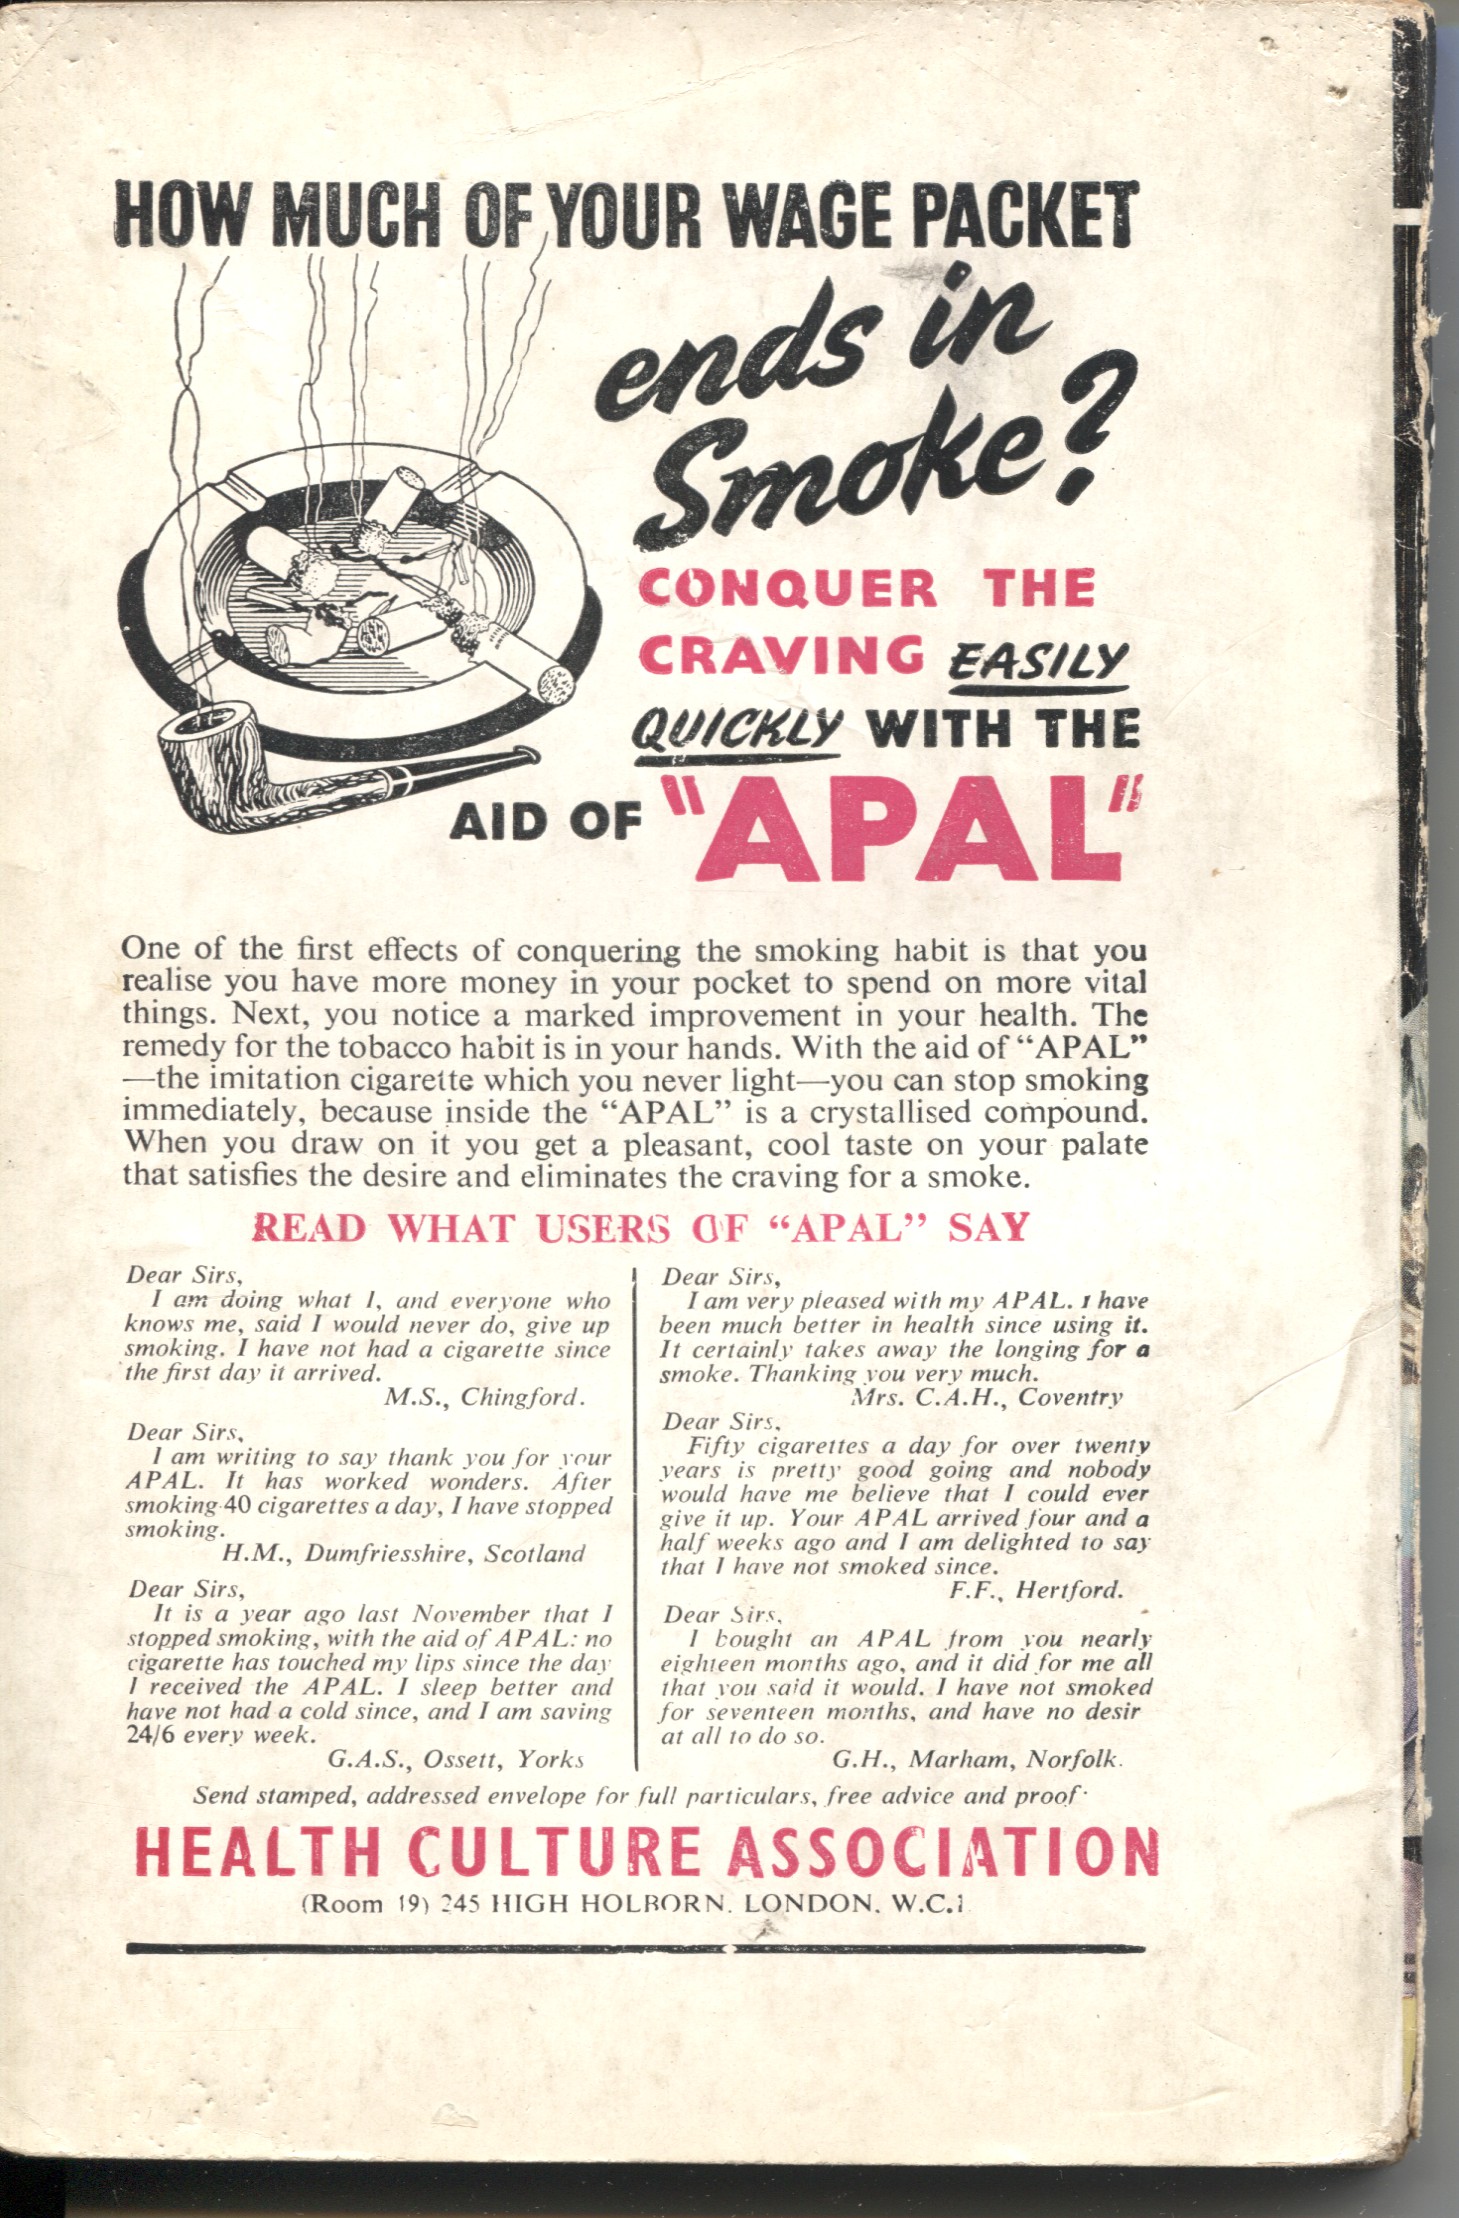 HOW MUCH OF YOUR WAGE PACKET
ends in
Smoke?
CONQUER THE
CRAVING EASILY
QUICKLY WITH THE
AID OF "APAL"
One of the first effects of conquering the smoking habit is that you
realise you have more money in your pocket to spend on more vital
things. Next, you notice a marked improvement in your health. The
remedy for the tobacco habit is in your hands. With the aid of “APAL”
—the imitation cigarette which you never light—you can stop smoking
immediately, because inside the “APAL” is a crystallised compound.
When you draw on it you get a pleasant, cool taste on your palate
that satisfies the desire and eliminates the craving for a smoke.
READ WHAT USERS OF “APAL” SAY
Dear Sirs,
I am doing what I, and everyone who
knows me, said I would never do, give up
smoking. I have not had a cigarette since
the first day it arrived.
M.S., Chingford.
Dear Sirs,
I am writing to say thank you for your
APAL. It has worked wonders. After
smoking 40 cigarettes a day, I have stopped
smoking.
H.M., Dumfriesshire, Scotland
Dear Sirs,
It is a year ago last November that I
stopped smoking, with the aid of APAL: no
cigarette has touched my lips since the day
I received the APAL. I sleep better and
have not had a cold since, and I am saving
24/6 every week.
G.A.S., Ossett, Yorks
Dear Sirs,
I am very pleased with my APAL. I have
been much better in health since using it.
It certainly takes away the longing for a
smoke. Thanking you very much.
Mrs. C.A.H., Coventry
Dear Sirs,
Fifty cigarettes a day for over twenty
years is pretty good going and nobody
would have me believe that I could ever
give it up. Your APAL arrived four and a
half weeks ago and I am delighted to say
that I have not smoked since.
F.F., Hertford.
Dear Sirs,
I bought an APAL from you nearly
eighteen months ago, and it did for me all
that you said it would. I have not smoked
for seventeen months, and have no desir
at all to do so.
G.H., Marham, Norfolk.
Send stamped, addressed envelope for full particulars, free advice and proof
HEALTH CULTURE ASSOCIATION
(Room 19) 245 HIGH HOLBORN. LONDON. W.C.1